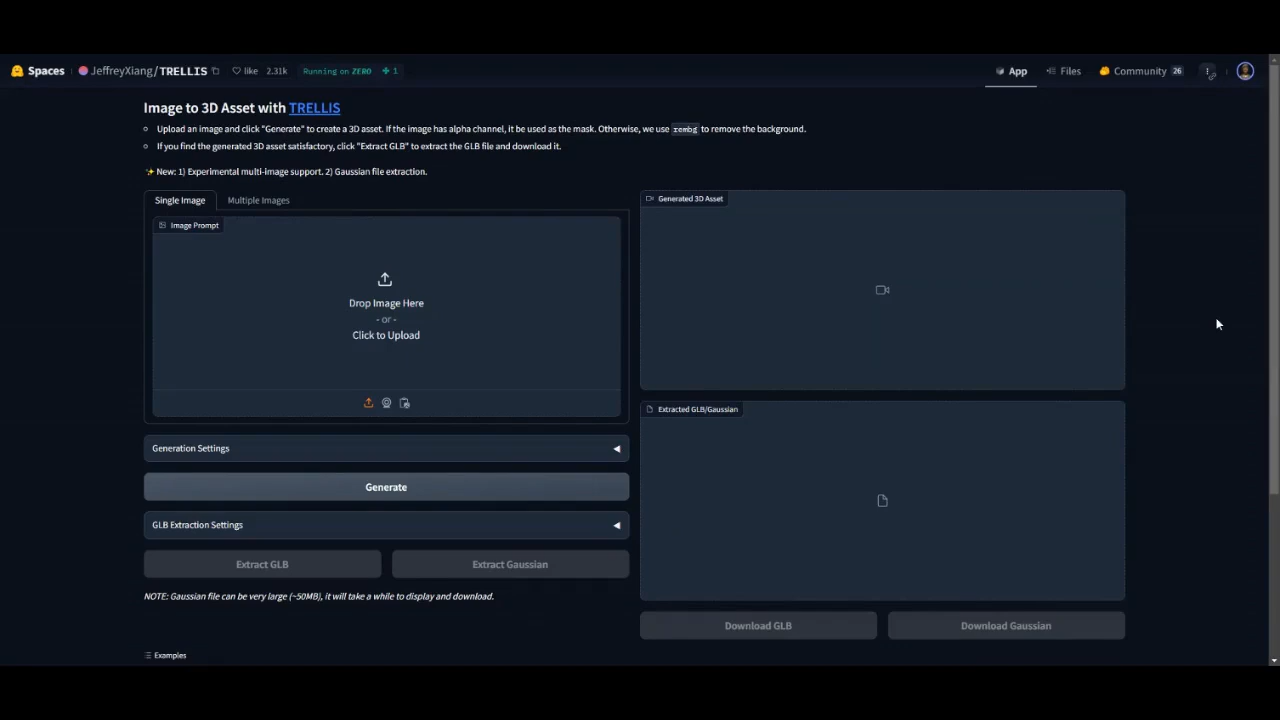 Spaces JeffreyXiang/TRELLIS like 2.31k Running on ZERO 1 App Files Community 26
Image to 3D Asset with TRELLIS
Upload an image and click "Generate" to create a 3D asset. If the image has alpha channel, it be used as the mask. Otherwise, we use rembg to remove the background.
If you find the generated 3D asset satisfactory, click "Extract GLB" to extract the GLB file and download it.
✨New: 1) Experimental multi-image support. 2) Gaussian file extraction.
Single Image Multiple Images
Image Prompt
Drop Image Here
- or -
Click to Upload
Generation Settings
Generate
GLB Extraction Settings
Extract GLB Extract Gaussian
NOTE: Gaussian file can be very large (~50MB), it will take a while to display and download.
Generated 3D Asset
Extracted GLB/Gaussian
Download GLB Download Gaussian
Examples